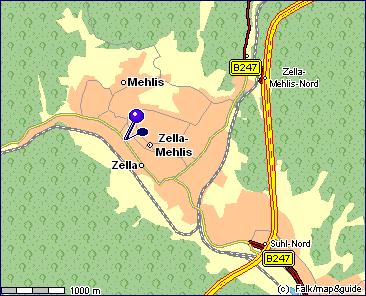 B247
Zella-
Mehlis-Nord
Mehlis
Zella-
Mehlis
Zella
Suhl-Nord
B247
1000 m
(c) Falk/map&guide